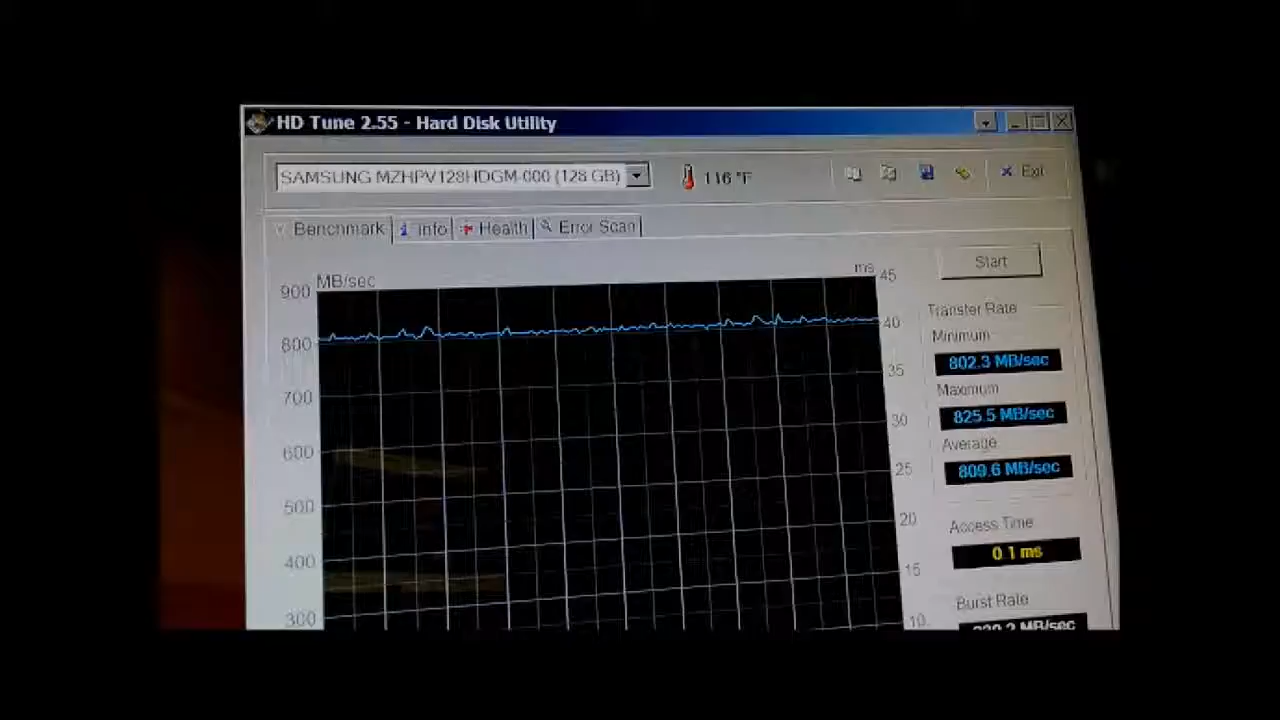 HD Tune 2.55 - Hard Disk Utility
SAMSUNG MZHPV128HDGM-000 (128 GB)
116 °F
Exit
Benchmark Info Health Error Scan
Start
MB/sec
ms
900
800
700
600
500
400
300
45
40
35
30
25
20
15
10
Transfer Rate
Minimum
802.3 MB/sec
Maximum
825.5 MB/sec
Average
809.6 MB/sec
Access Time
0.1 ms
Burst Rate
MB/sec